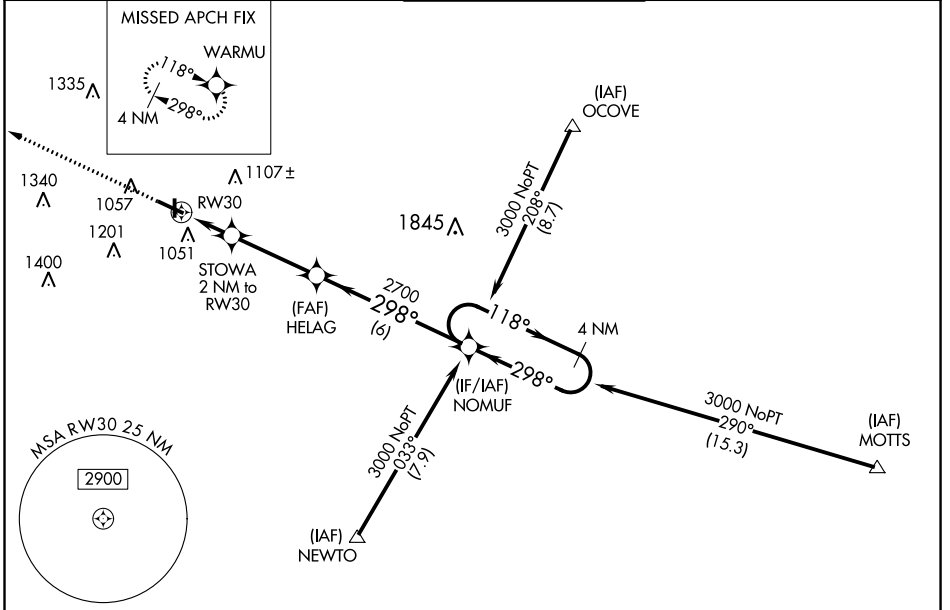 MISSED APCH FIX
WARMU
118°
298°
4 NM
1335
(IAF)
OCOVE
3000 NoPT
208°
(8.7)
1340
1057
1107 ±
RW30
1201
1051
1845
1400
STOWA
2 NM to
RW30
(FAF)
HELAG
2700
298°
(6)
118°
4 NM
298°
(IF/IAF)
NOMUF
3000 NoPT
290°
(15.3)
(IAF)
MOTTS
3000 NoPT
033°
(7.9)
(IAF)
NEWTO
MSA RW30 25 NM
2900